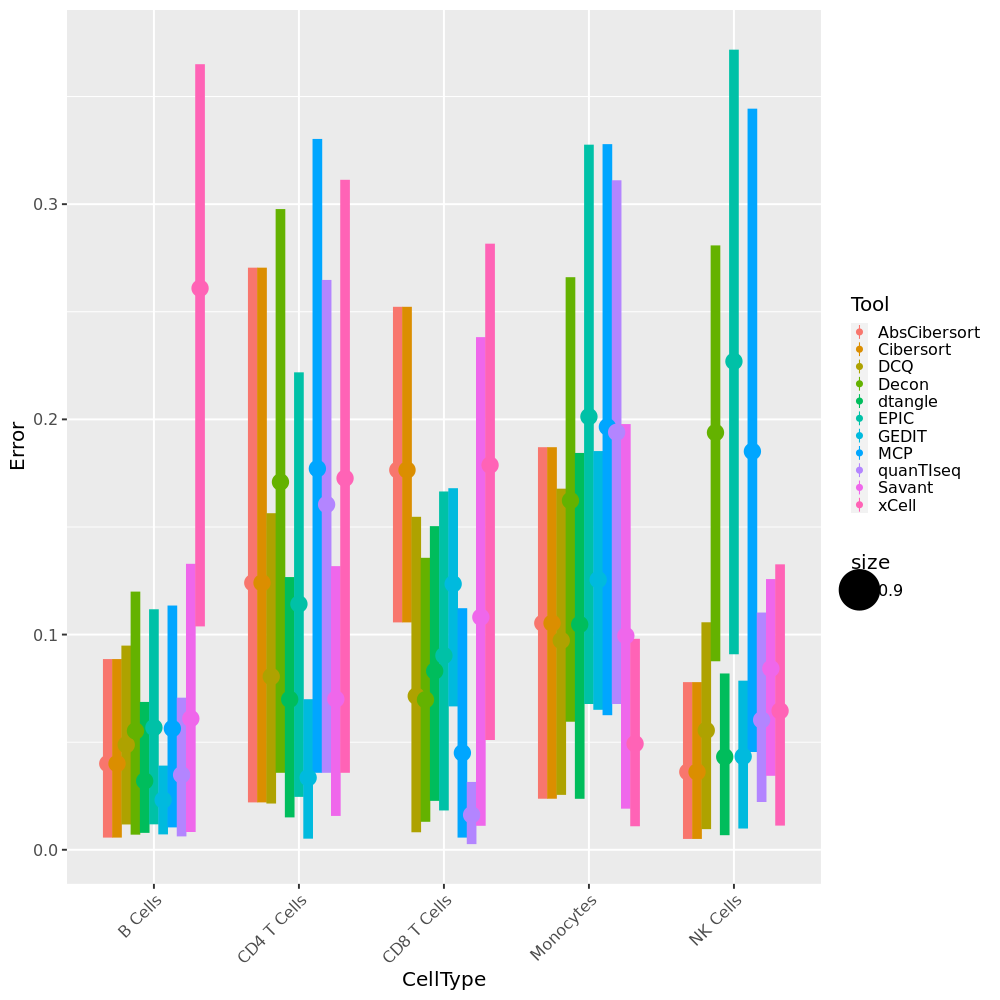 Error
0.3
0.2
0.1
0.0
B Cells
CD4 T Cells
CD8 T Cells
Monocytes
NK Cells
CellType
Tool
AbsCibersort
Cibersort
DCQ
Decon
dtangle
EPIC
GEDIT
MCP
quanTIseq
Savant
xCell
size
0.9